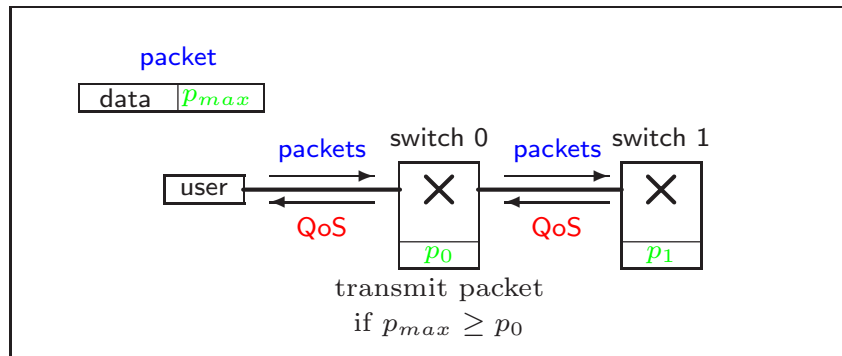 packet
data p_max
switch 0 switch 1
packets packets
user
QoS QoS
p_0 p_1
transmit packet
if p_max ≥ p_0